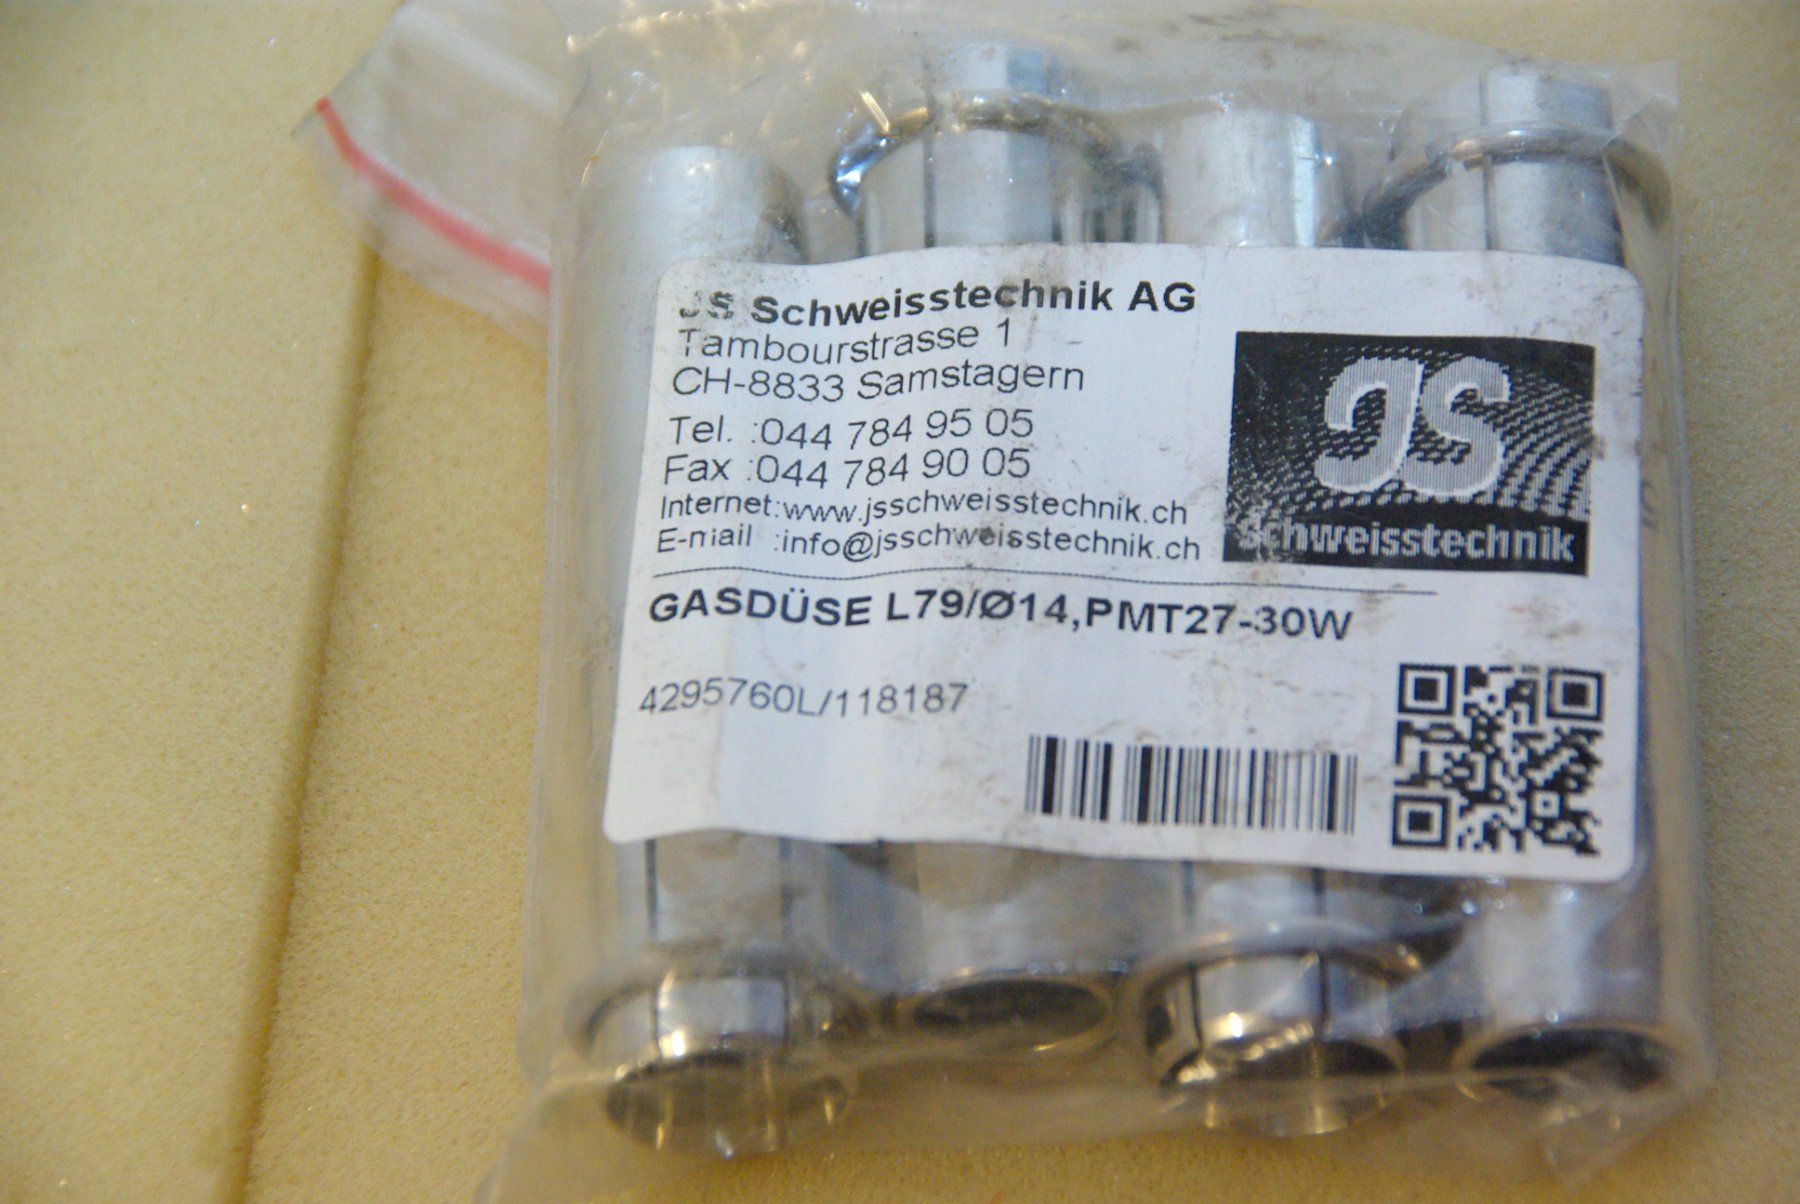 JS Schweisstechnik AG
Tambourstrasse 1
CH-8833 Samstagern
Tel. :044 784 95 05
Fax :044 784 90 05
Internet:www.jsschweisstechnik.ch
E-mail :info@jsschweisstechnik.ch
JS
Schweisstechnik
GASDÜSE L79/Ø14,PMT27-30W
4295760L/118187